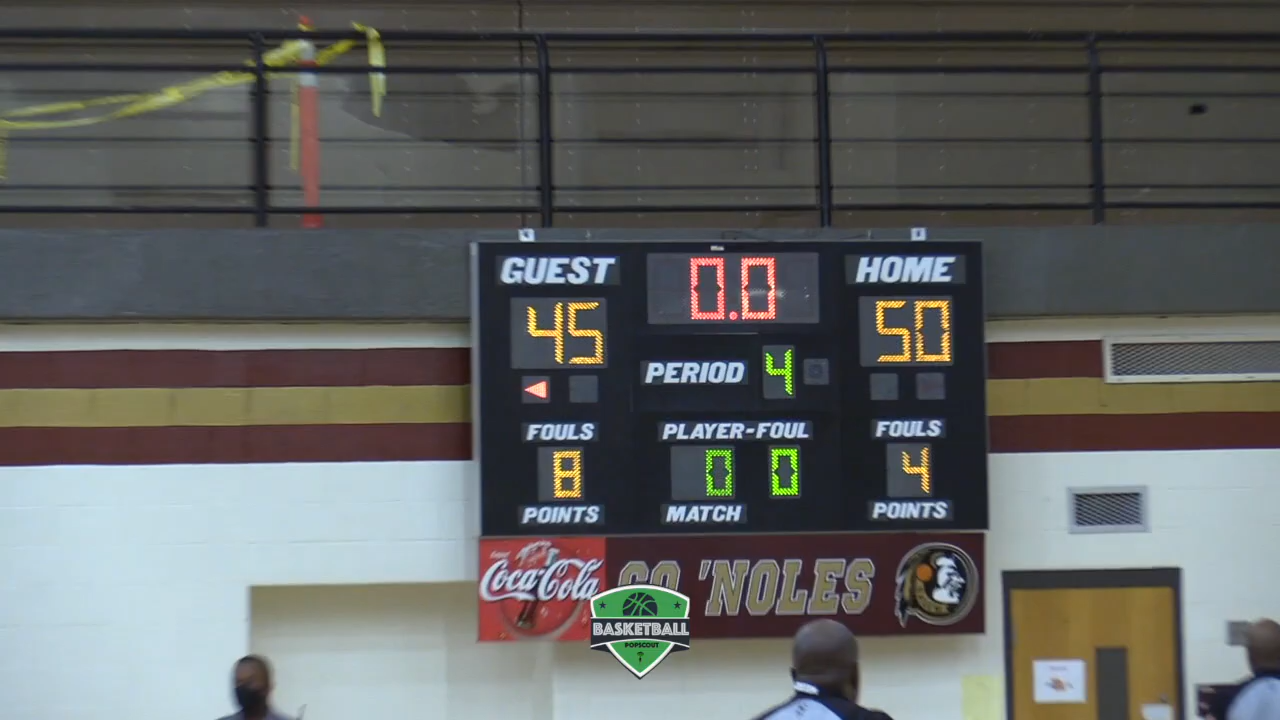 GUEST 0.0 HOME
45 50
PERIOD 4
FOULS PLAYER-FOUL FOULS
8 0 0 4
POINTS MATCH POINTS
Coca-Cola GO 'NOLES
BASKETBALL
POPSCOUT